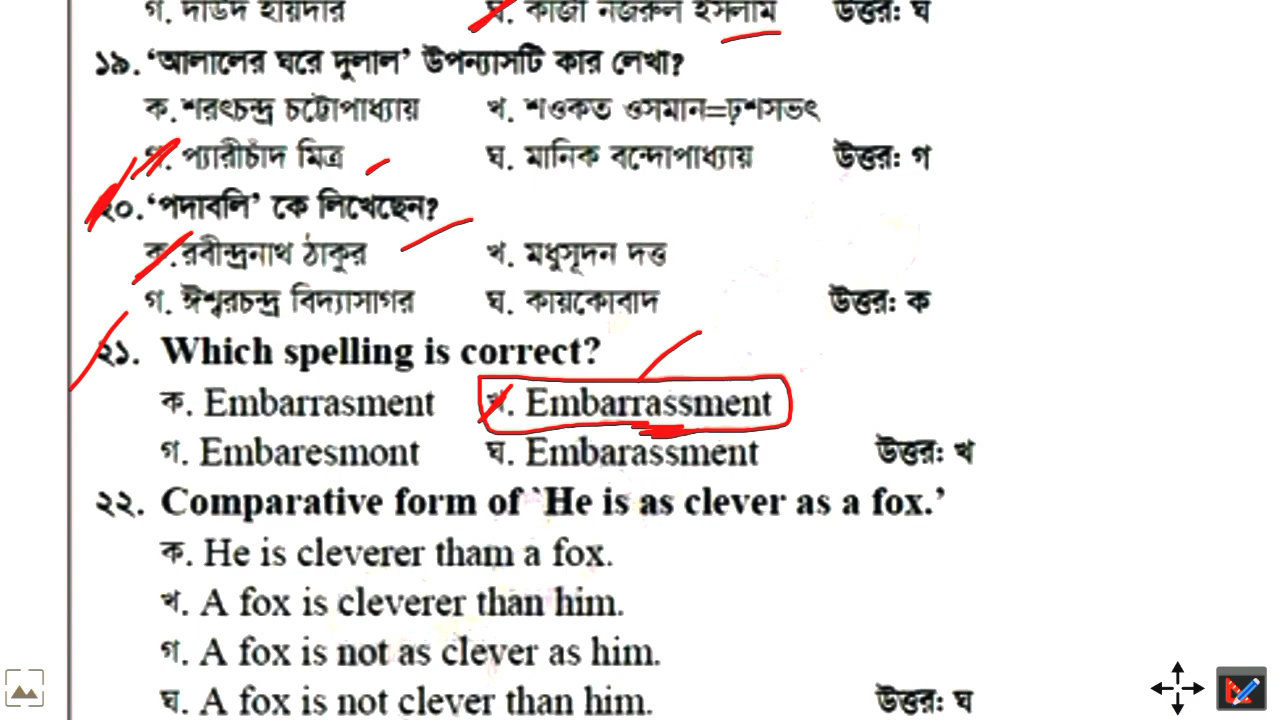 গ. দাউদ হায়দার ঘ. কাজী নজরুল ইসলাম উত্তর: ঘ
১৯. ‘আলালের ঘরে দুলাল’ উপন্যাসটি কার লেখা?
ক. শরৎচন্দ্র চট্টোপাধ্যায় খ. শওকত ওসমান=ঢ়শসভৎ
গ. প্যারীচাঁদ মিত্র ঘ. মানিক বন্দোপাধ্যায় উত্তর: গ
২০. ‘পদাবলি’ কে লিখেছেন?
ক. রবীন্দ্রনাথ ঠাকুর খ. মধুসূদন দত্ত
গ. ঈশ্বরচন্দ্র বিদ্যাসাগর ঘ. কায়কোবাদ উত্তর: ক
২১. Which spelling is correct?
ক. Embarrasment খ. Embarrassment
গ. Embaresmont ঘ. Embarassment উত্তর: খ
২২. Comparative form of `He is as clever as a fox.’
ক. He is cleverer tham a fox.
খ. A fox is cleverer than him.
গ. A fox is not as clever as him.
ঘ. A fox is not clever than him. উত্তর: ঘ